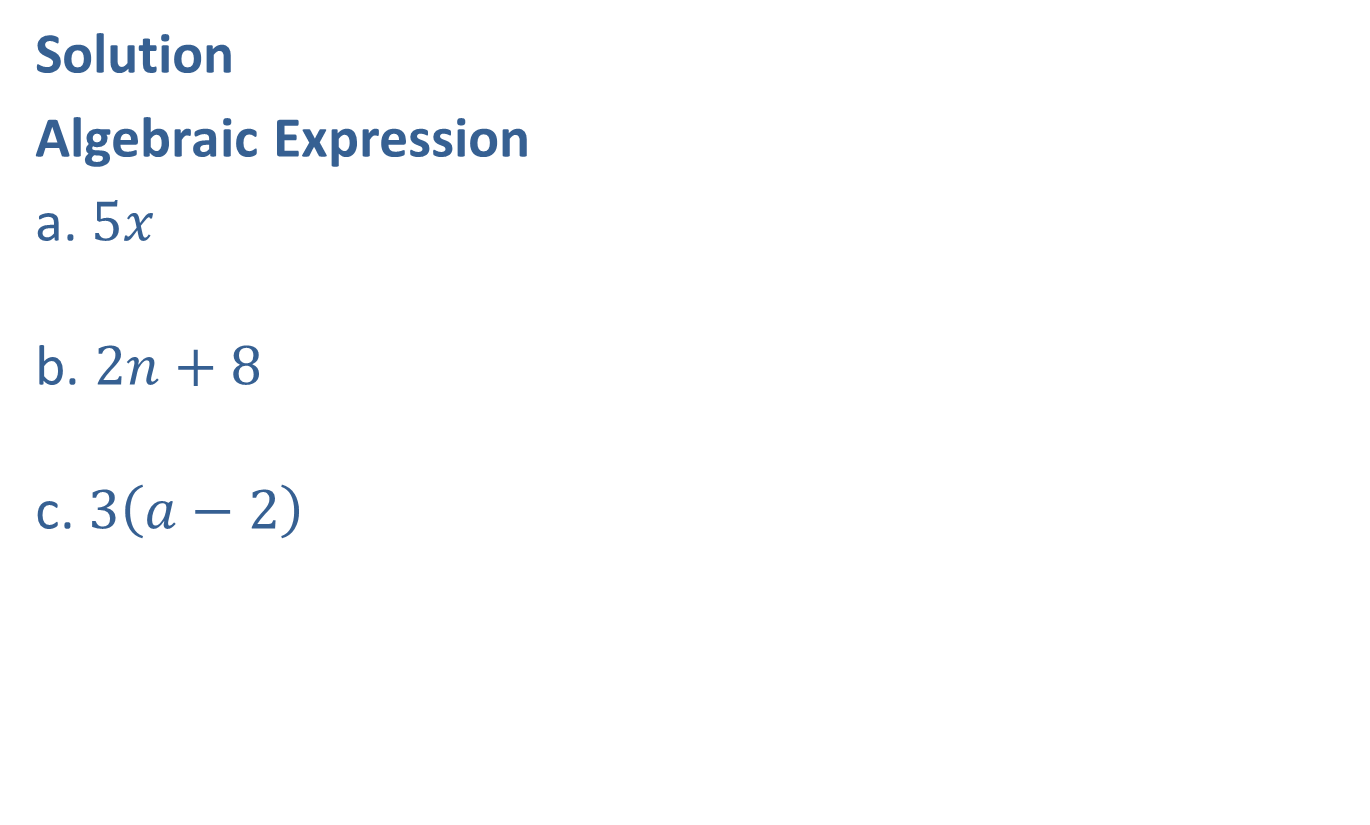 Solution
Algebraic Expression
a. 5x
b. 2n + 8
c. 3(a − 2)